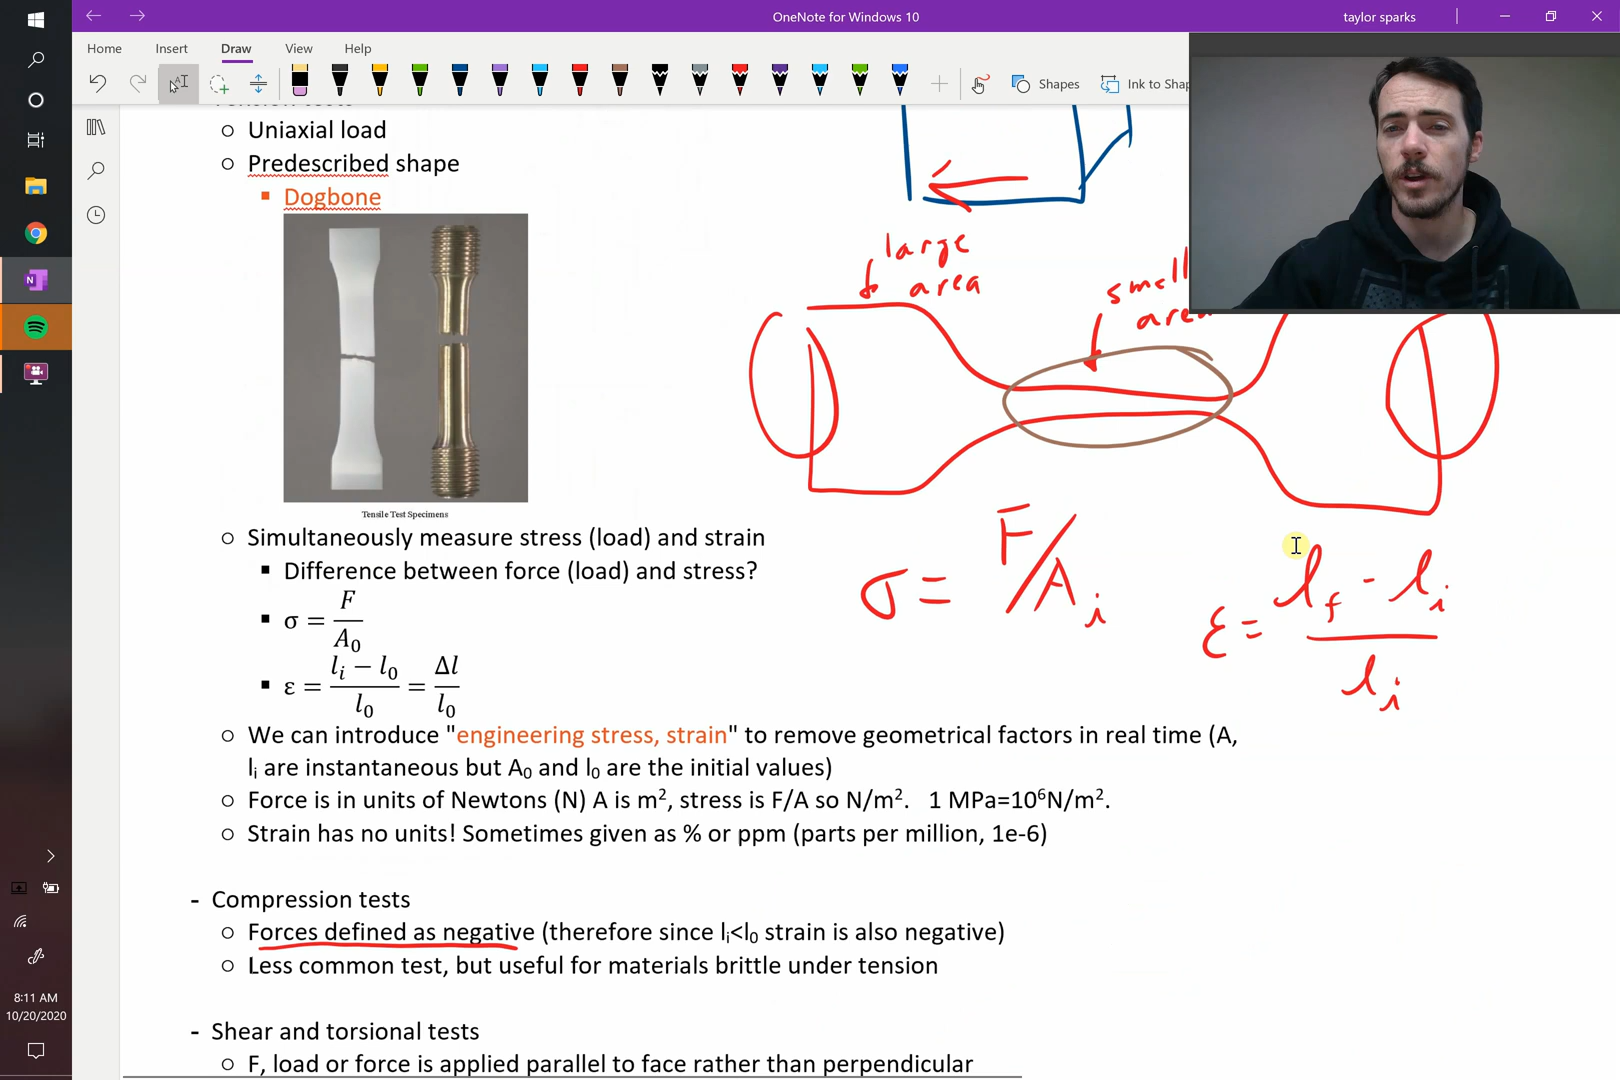 OneNote for Windows 10
taylor sparks
Home Insert Draw View Help
Shapes
Ink to Shap
Tension tests
○ Uniaxial load
○ Predescribed shape
▪ Dogbone
Tensile Test Specimens
large
area
small
area
○ Simultaneously measure stress (load) and strain
▪ Difference between force (load) and stress?
▪ σ = F/A₀
▪ ε = (lᵢ − l₀)/l₀ = Δl/l₀
σ = F/Aᵢ
ε = (l_f - lᵢ)/lᵢ
○ We can introduce "engineering stress, strain" to remove geometrical factors in real time (A,
lᵢ are instantaneous but A₀ and l₀ are the initial values)
○ Force is in units of Newtons (N) A is m², stress is F/A so N/m². 1 MPa=10⁶N/m².
○ Strain has no units! Sometimes given as % or ppm (parts per million, 1e-6)
- Compression tests
○ Forces defined as negative (therefore since lᵢ<l₀ strain is also negative)
○ Less common test, but useful for materials brittle under tension
- Shear and torsional tests
○ F, load or force is applied parallel to face rather than perpendicular
8:11 AM
10/20/2020